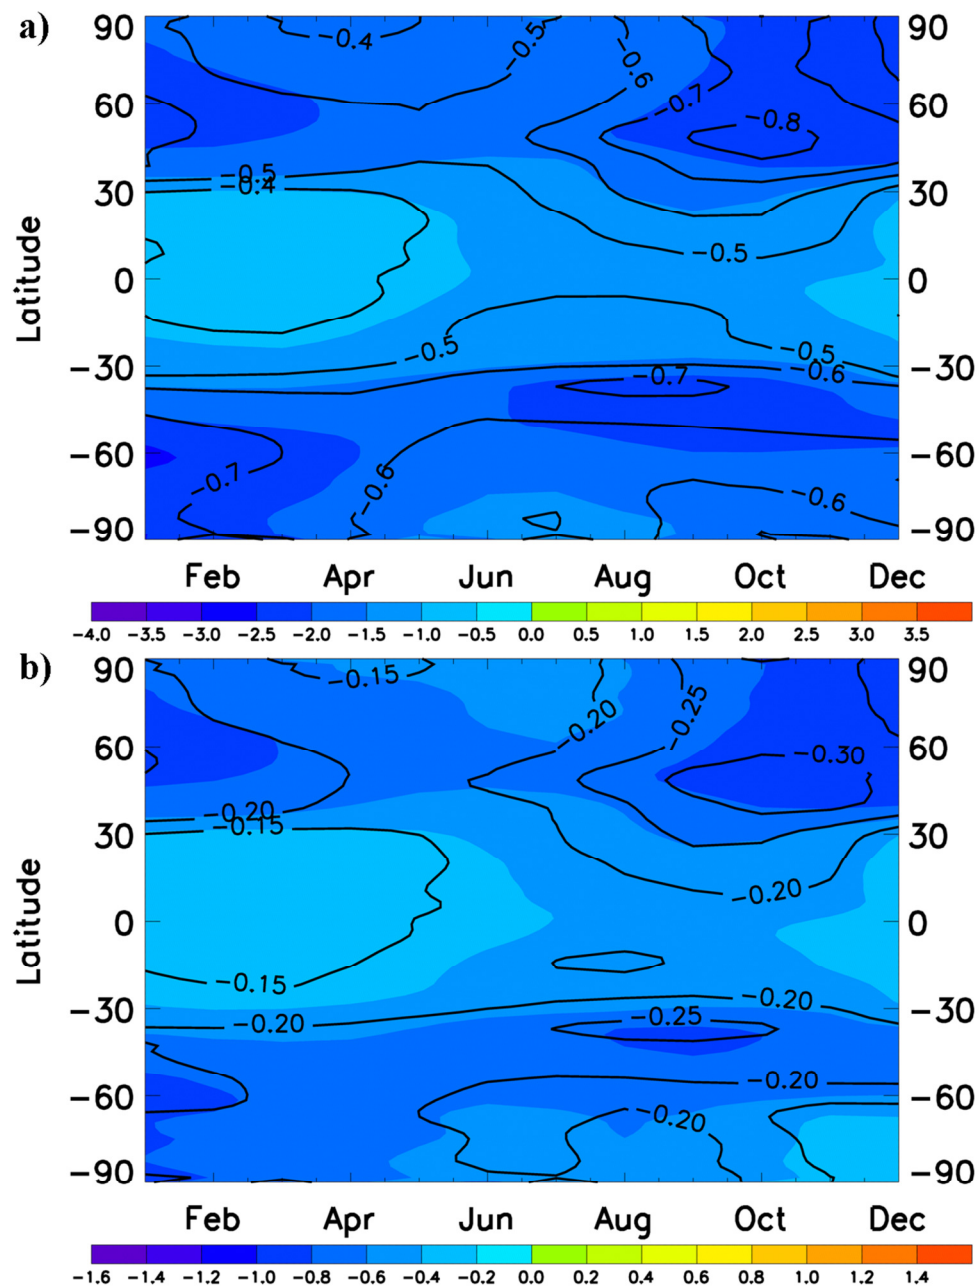 a)
90 −0.4 −0.5 −0.6 −0.7 90
60 −0.8 60
30 −0.5 −0.4 30
Latitude
0 −0.5 0
−30 −0.5 −0.7 −0.5 −0.6 −30
−60 −0.7 −0.6 −0.6 −60
−90 −90
Feb Apr Jun Aug Oct Dec
−4.0 −3.5 −3.0 −2.5 −2.0 −1.5 −1.0 −0.5 0.0 0.5 1.0 1.5 2.0 2.5 3.0 3.5
b)
90 −0.15 −0.20 −0.25 90
60 −0.30 60
30 −0.20 −0.15 30
Latitude
0 −0.20 0
−30 −0.15 −0.20 −0.25 −0.20 −30
−60 −0.20 −0.20 −60
−90 −90
Feb Apr Jun Aug Oct Dec
−1.6 −1.4 −1.2 −1.0 −0.8 −0.6 −0.4 −0.2 0.0 0.2 0.4 0.6 0.8 1.0 1.2 1.4